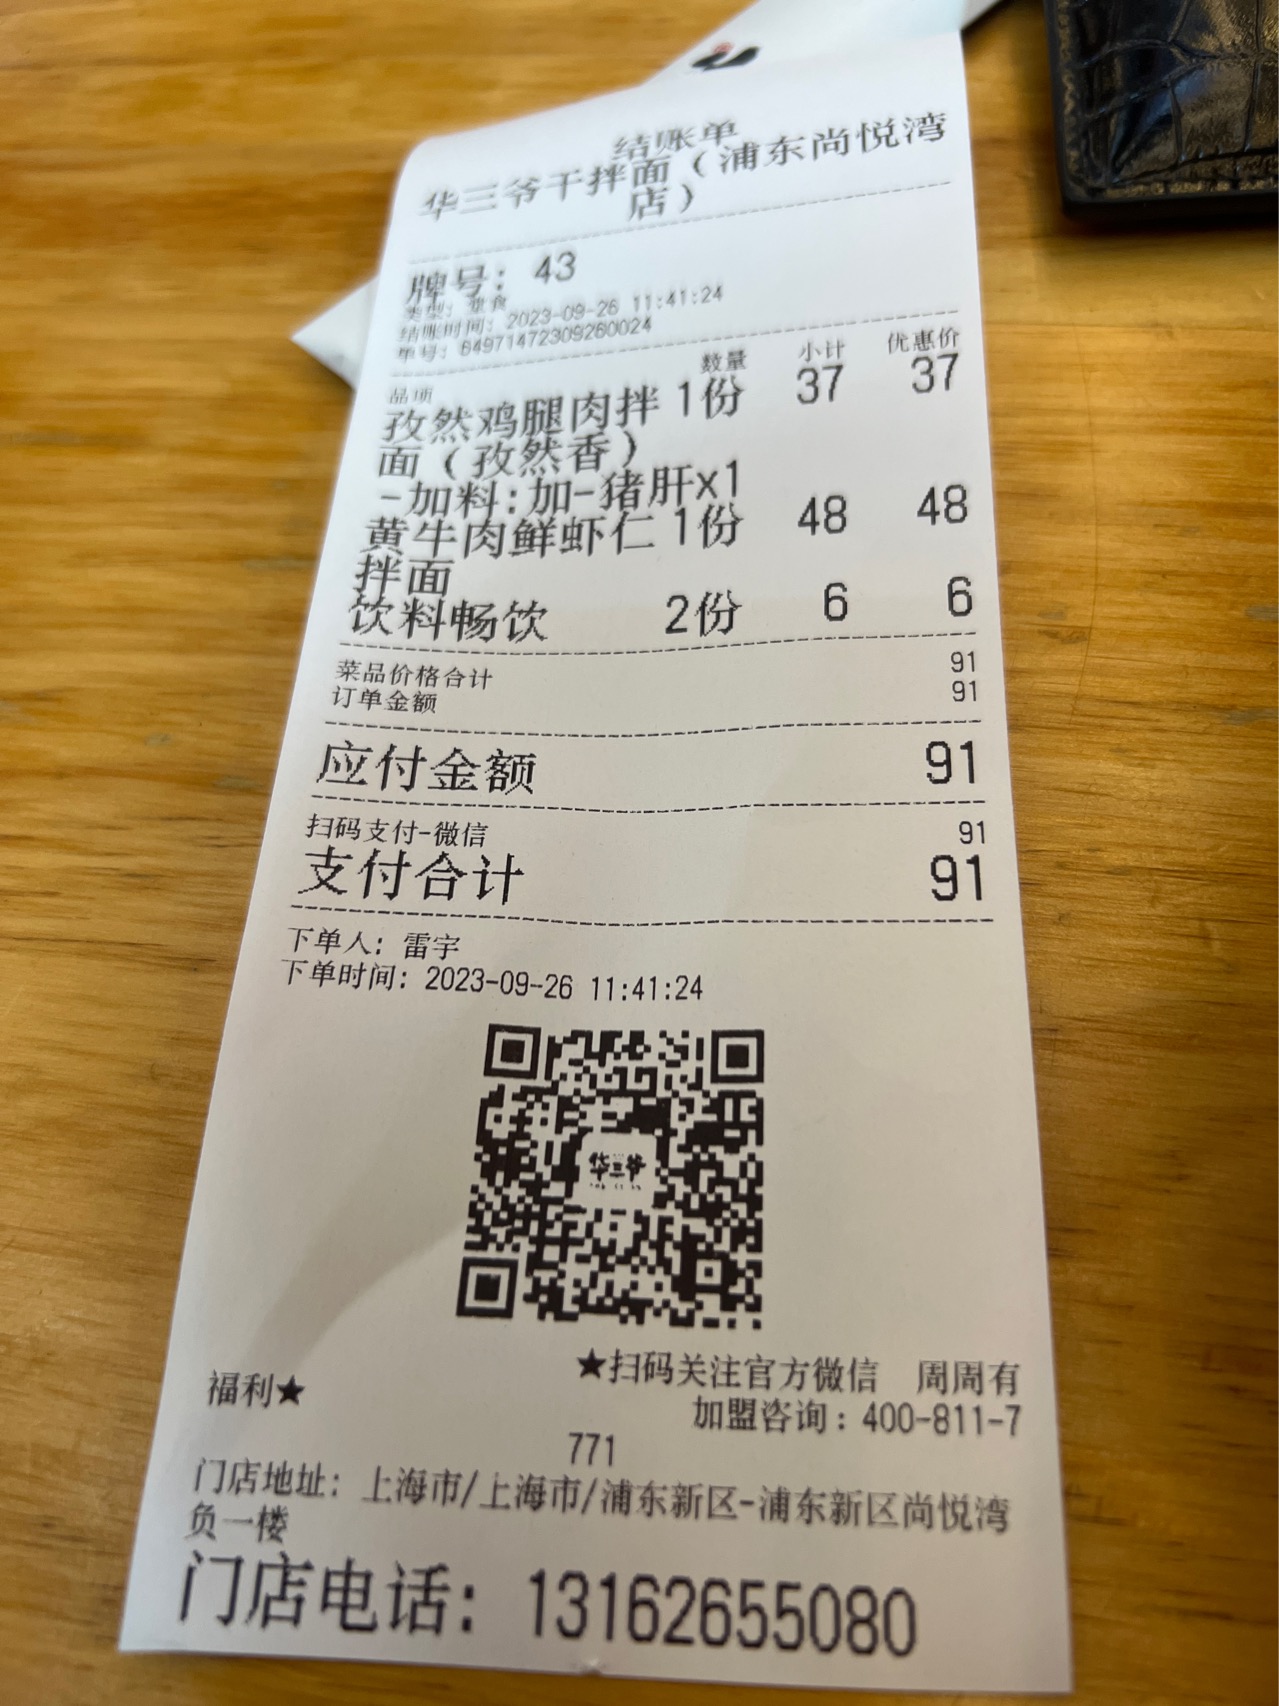 结账单
华三爷干拌面（浦东尚悦湾
店）
牌号：43
类型：堂食
结账时间：2023-09-26 11:41:24
单号：64971472309260024
品项 数量 小计 优惠价
孜然鸡腿肉拌 1份 37 37
面（孜然香）
-加料:加-猪肝x1
黄牛肉鲜虾仁 1份 48 48
拌面
饮料畅饮 2份 6 6
菜品价格合计 91
订单金额 91
应付金额 91
扫码支付-微信 91
支付合计 91
下单人：雷宇
下单时间：2023-09-26 11:41:24
华三爷
★扫码关注官方微信 周周有
福利★
加盟咨询：400-811-7
771
门店地址：上海市/上海市/浦东新区-浦东新区尚悦湾
负一楼
门店电话：13162655080